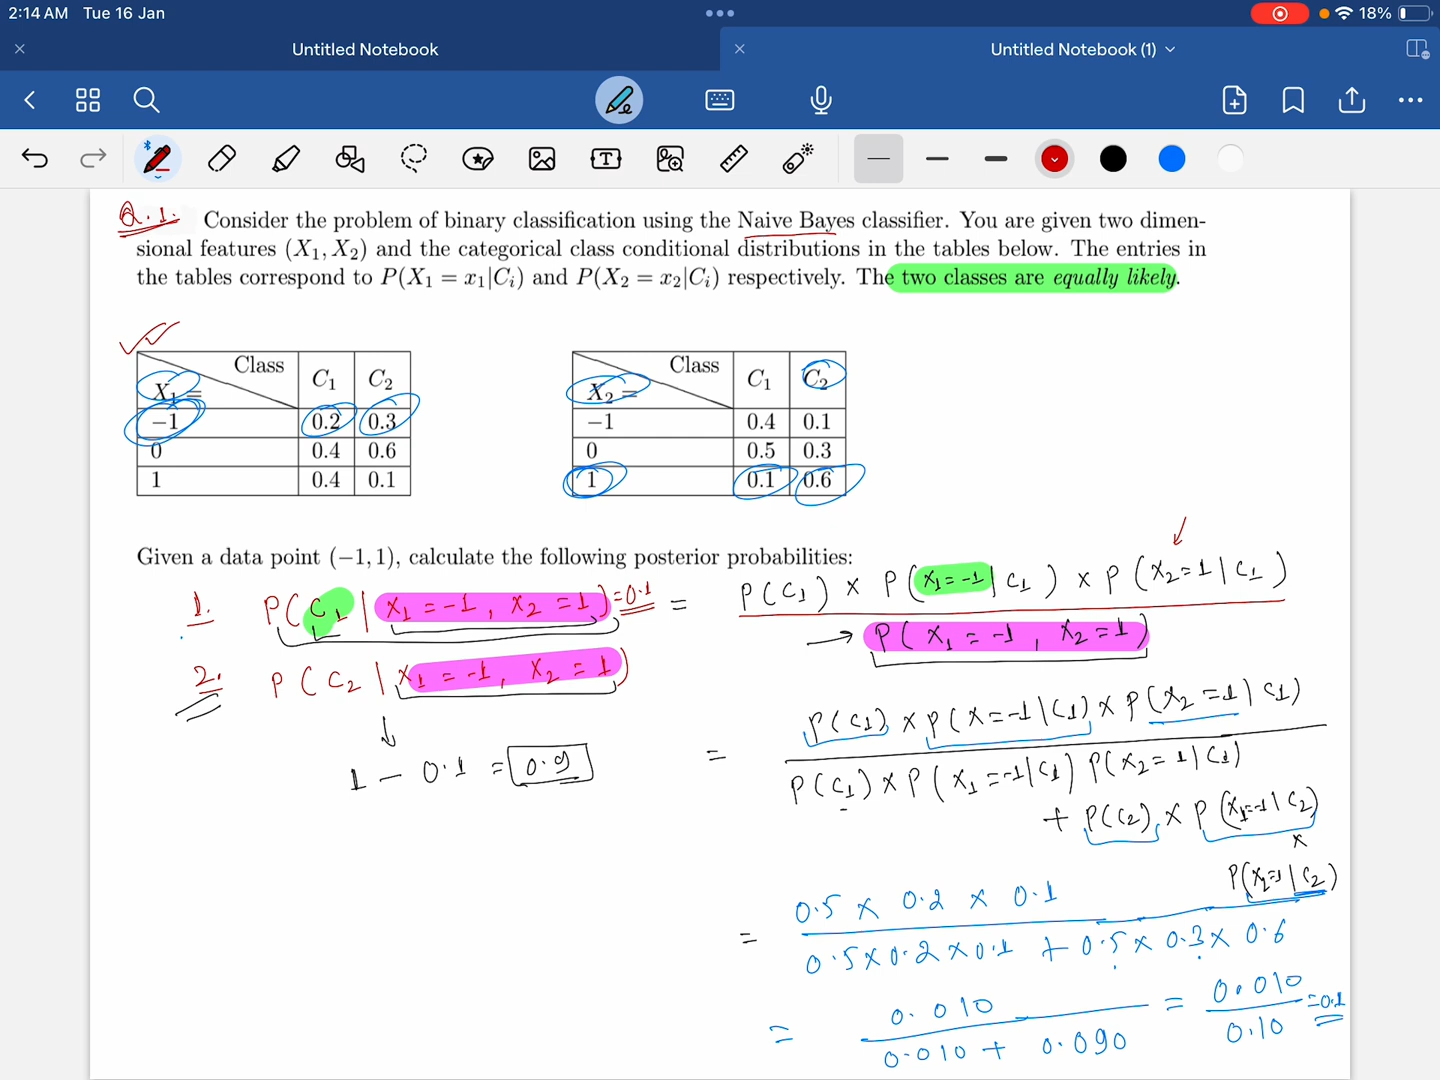 2:14 AM Tue 16 Jan
18%
Untitled Notebook
Untitled Notebook (1)
Q.1. Consider the problem of binary classification using the Naive Bayes classifier. You are given two dimen-
sional features (X₁, X₂) and the categorical class conditional distributions in the tables below. The entries in
the tables correspond to P(X₁ = x₁|Cᵢ) and P(X₂ = x₂|Cᵢ) respectively. The two classes are equally likely.
Class
X₁ =
C₁ C₂
−1 0.2 0.3
0 0.4 0.6
1 0.4 0.1
Class
X₂ =
C₁ C₂
−1 0.4 0.1
0 0.5 0.3
1 0.1 0.6
Given a data point (−1, 1), calculate the following posterior probabilities:
1. P(C₁ | x₁ = -1, x₂ = 1) = 0.1 =
P(C₁) × P(x₁=-1 | C₁) × P(x₂=1 | C₁)
→ P(x₁ = -1, x₂=1)
2. P(C₂ | x₁ = -1, x₂ = 1)
↓
1 - 0.1 = 0.9
= P(C₁) × P(x=-1|C₁) × P(x₂=1|C₁)
P(C₁) × P(x₁=-1|C₁) P(x₂=1|C₁)
+ P(C₂) × P(x₁=-1|C₂)
×
P(x₂=1|C₂)
= 0.5 × 0.2 × 0.1
0.5×0.2×0.1 + 0.5×0.3×0.6
= 0.010 = 0.010 = 0.1
0.010 + 0.090 0.10